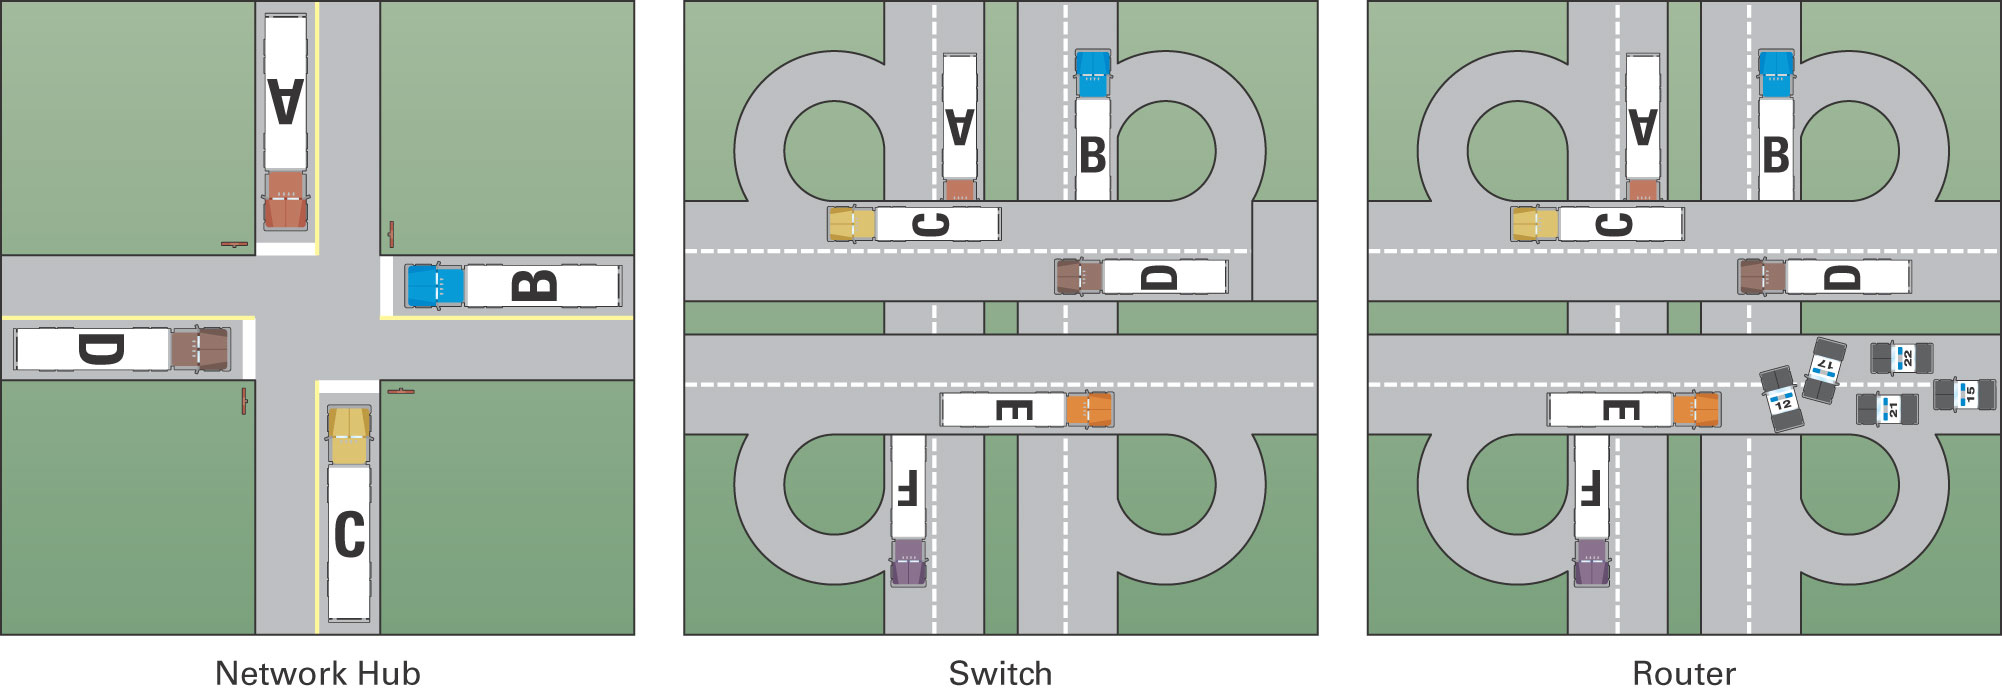 A
B
D
C
Network Hub
A
B
C
D
E
F
Switch
A
B
C
D
17
22
12
21
15
E
F
Router